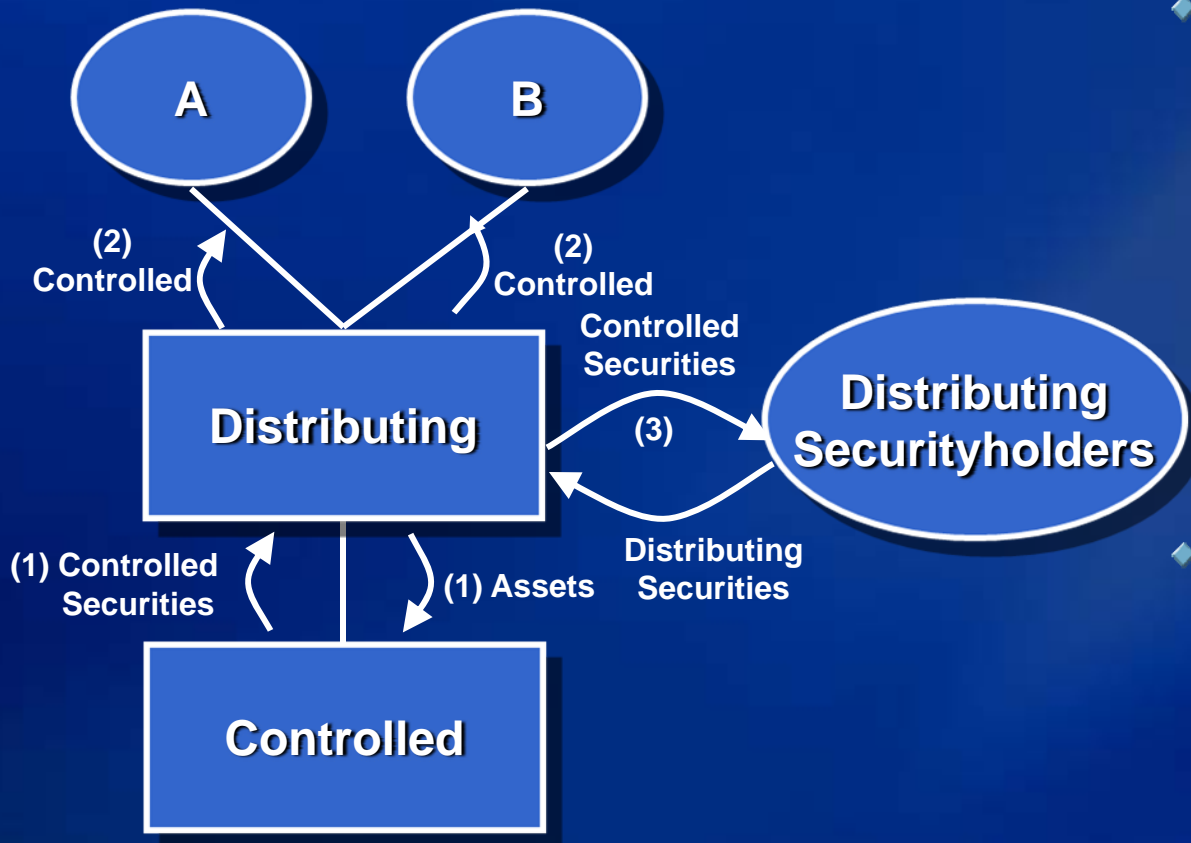 A
B
(2)
Controlled
(2)
Controlled
Controlled
Securities
Distributing
(3)
Distributing
Securityholders
(1) Controlled
Securities
(1) Assets
Distributing
Securities
Controlled